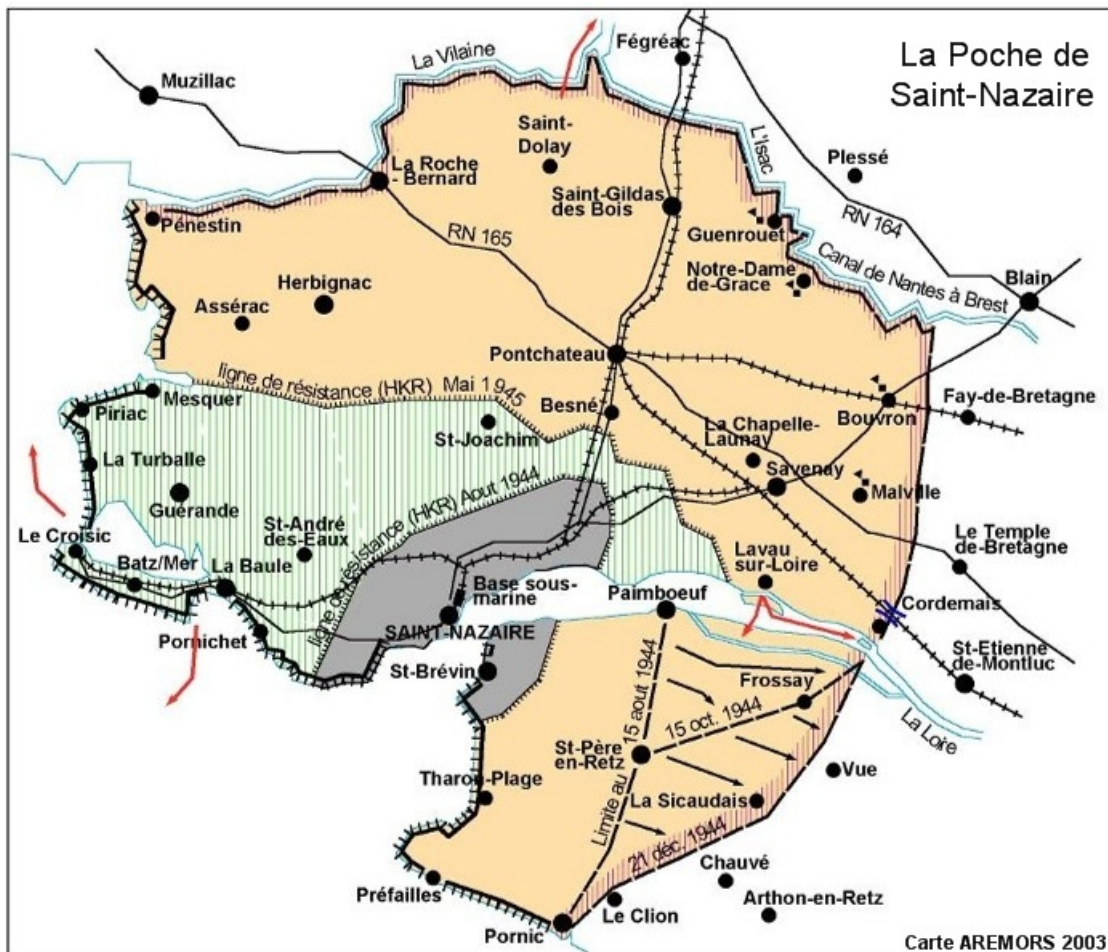 La Poche de
Saint-Nazaire
La Vilaine
Fégréac
Muzillac
L'Isac
Saint-
Dolay
Plessé
La Roche
- Bernard
Saint-Gildas
des Bois
RN 164
Pénestin
RN 165
Guenrouet
Canal de Nantes à Brest
Notre-Dame
de-Grace
Blain
Herbignac
Assérac
Pontchateau
ligne de résistance (HKR) Mai 1945
Mesquer
Piriac
Besné
Fay-de-Bretagne
Bouvron
La Chapelle-
Launay
St-Joachim
La Turballe
Savenay
Guérande
ligne de résistance (HKR) Aout 1944
Malville
St-André
des-Eaux
Le Croisic
Le Temple
de-Bretagne
Batz/Mer
La Baule
Lavau
sur-Loire
Base sous-
marine
Paimboeuf
Cordemais
Pornichet
SAINT-NAZAIRE
St-Etienne
de-Montluc
St-Brévin
Frossay
La Loire
Limite au 15 aout 1944
15 oct. 1944
St-Père
en-Retz
Vue
Tharon-Plage
La Sicaudais
21 déc. 1944
Chauvé
Préfailles
Arthon-en-Retz
Le Clion
Pornic
Carte AREMORS 2003